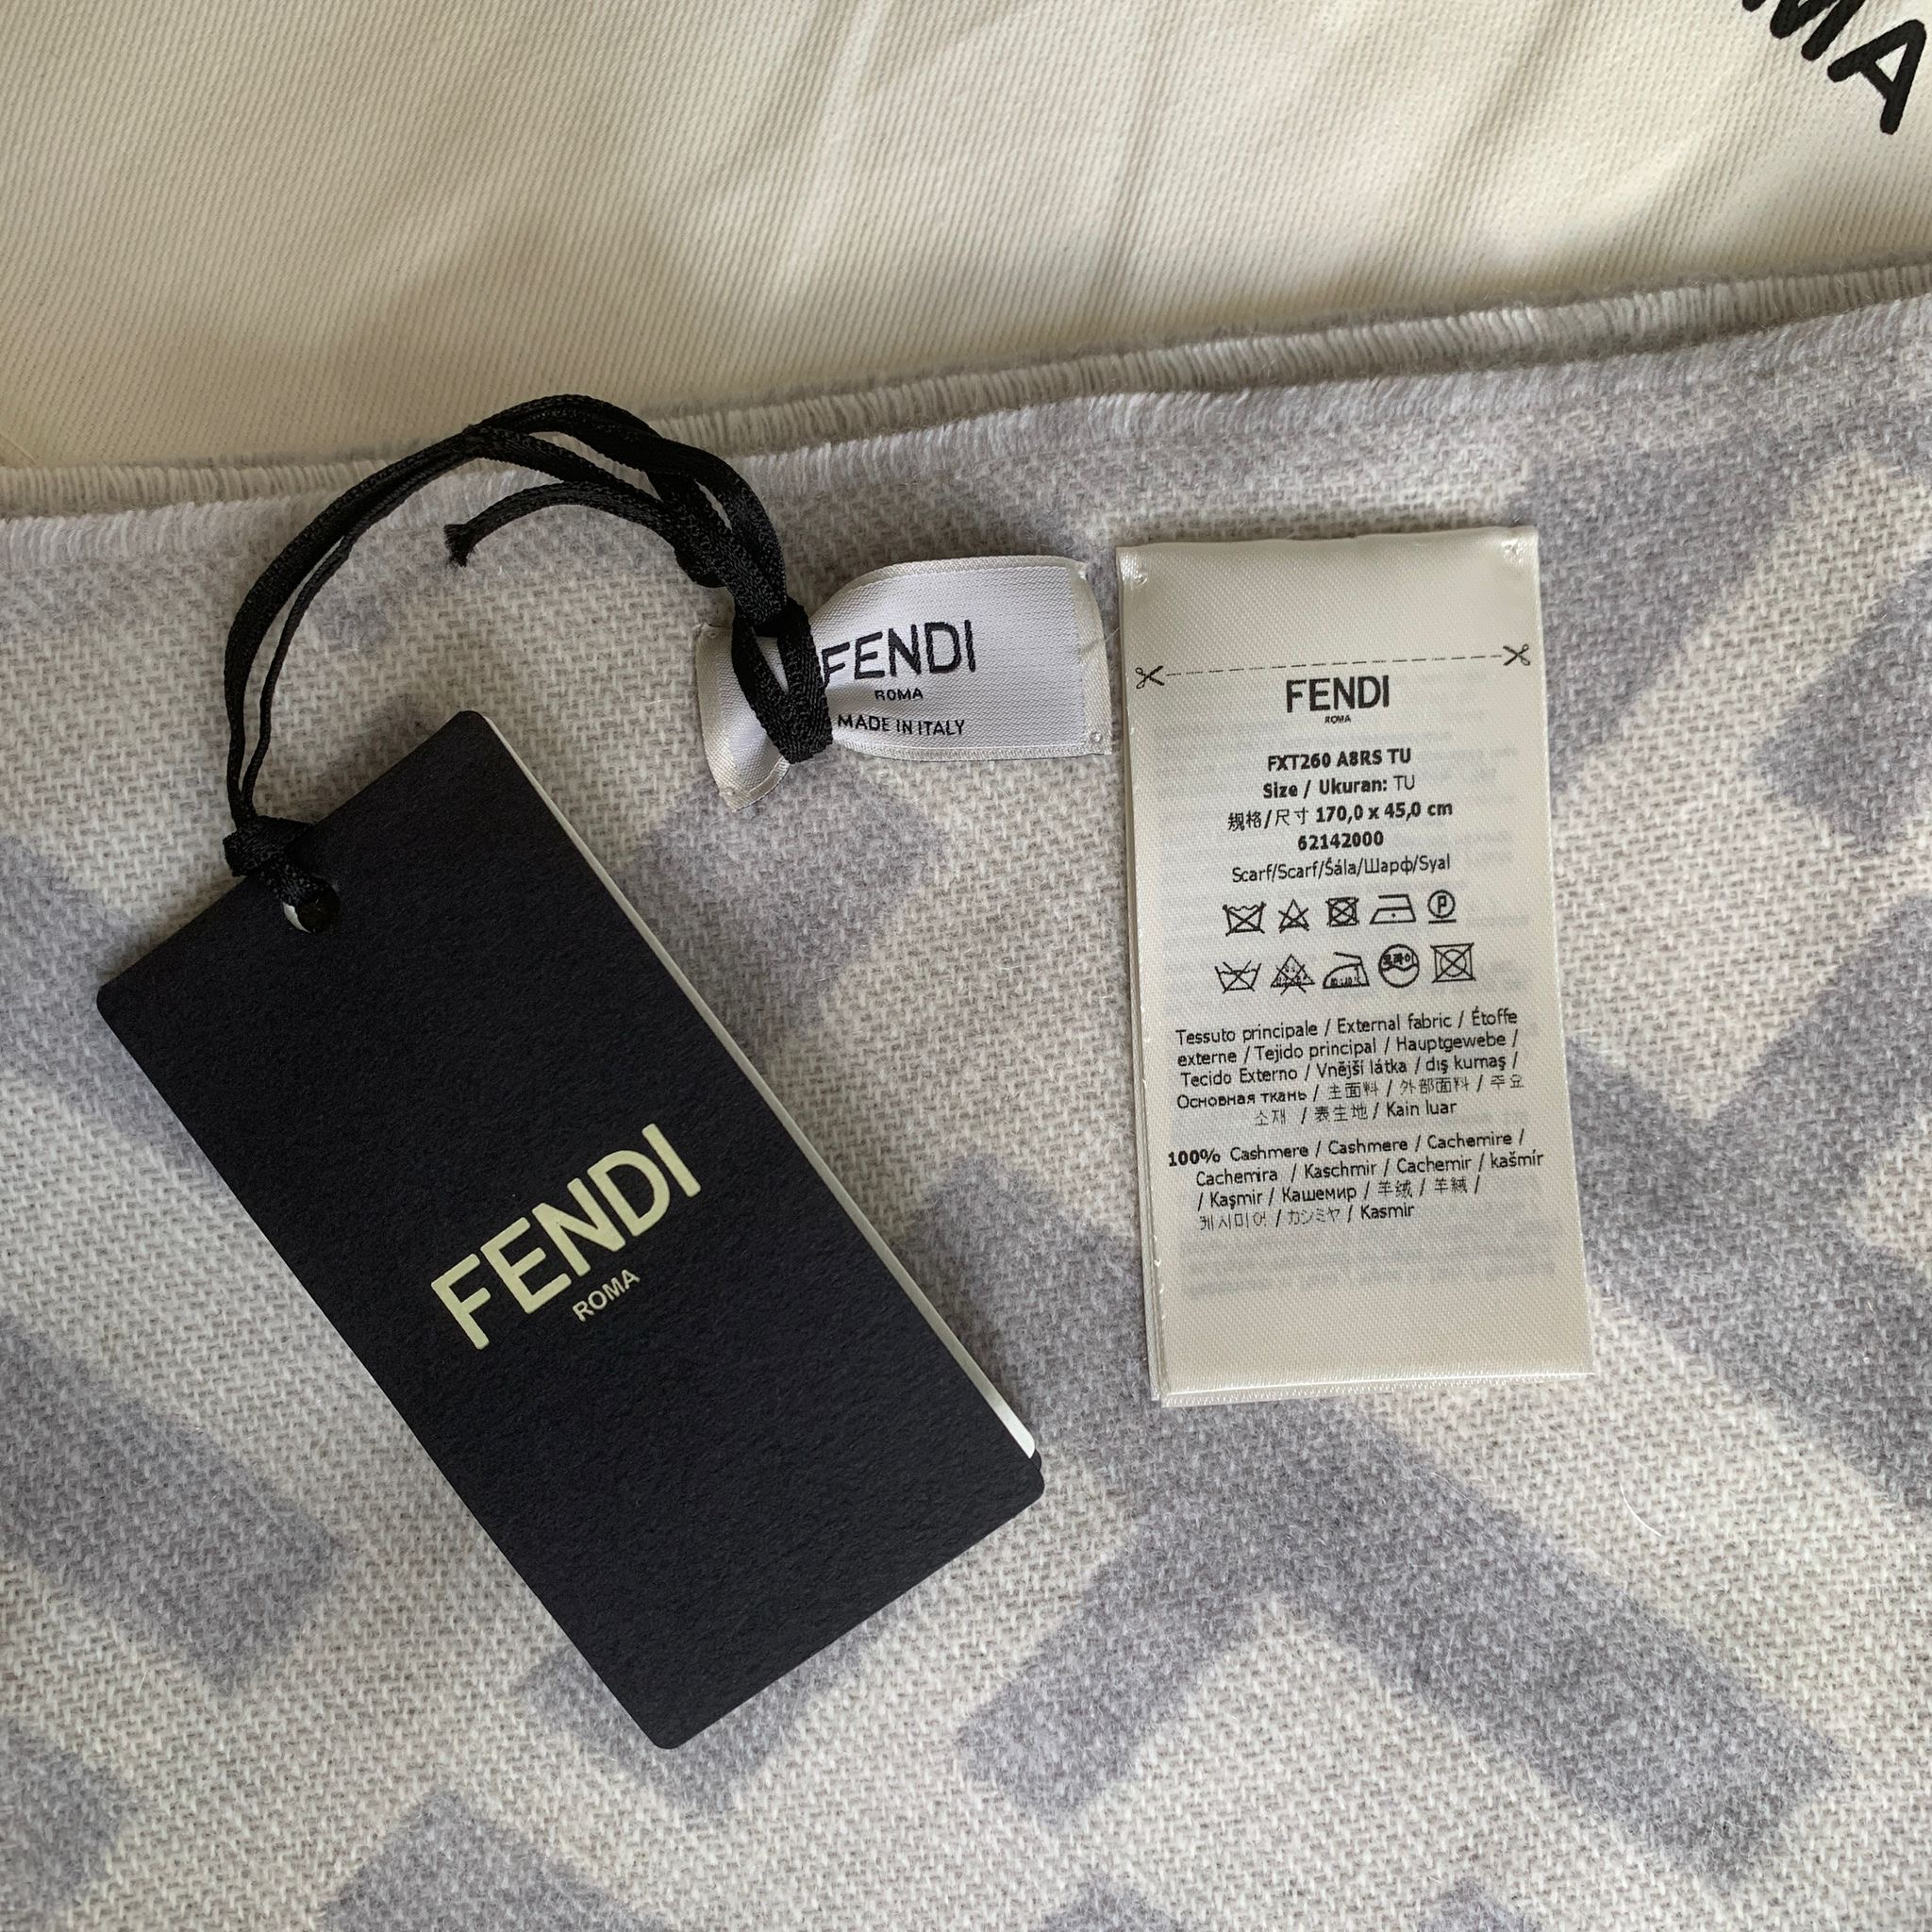 MA
FENDI
ROMA
MADE IN ITALY
FENDI
ROMA
FXT260 A8RS TU
Size / Ukuran: TU
规格/尺寸 170,0 x 45,0 cm
62142000
Scarf/Scarf/Šála/Шарф/Syal
P
드라이
Tessuto principale / External fabric / Étoffe
externe / Tejido principal / Hauptgewebe /
Tecido Externo / Vnější látka / dış kumaş /
Основная ткань / 主面料 / 外部面料 / 주요
소재 / 表生地 / Kain luar
100% Cashmere / Cashmere / Cachemire /
Cachemira / Kaschmir / Cachemir / kašmír
/ Kaşmir / Кашемир / 羊绒 / 羊絨 /
케시미어 / カシミヤ / Kasmir
FENDI
ROMA